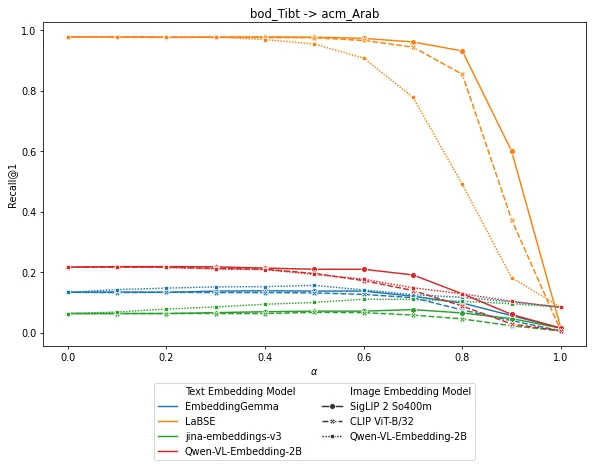 bod_Tibt -> acm_Arab
Recall@1
1.0
0.8
0.6
0.4
0.2
0.0
0.0 0.2 0.4 0.6 0.8 1.0
α
Text Embedding Model
EmbeddingGemma
LaBSE
jina-embeddings-v3
Qwen-VL-Embedding-2B
Image Embedding Model
SigLIP 2 So400m
CLIP ViT-B/32
Qwen-VL-Embedding-2B